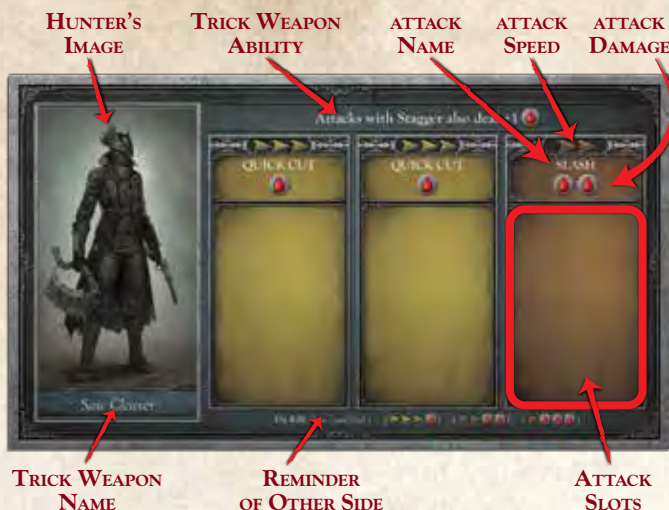 Hunter's Image
Trick Weapon Ability
attack Name
attack Speed
attack Damage
Attacks with Stagger also deal +1
QUICK CUT
QUICK CUT
SLASH
Saw Cleaver
Trick Weapon Name
Reminder of Other Side
Attack Slots